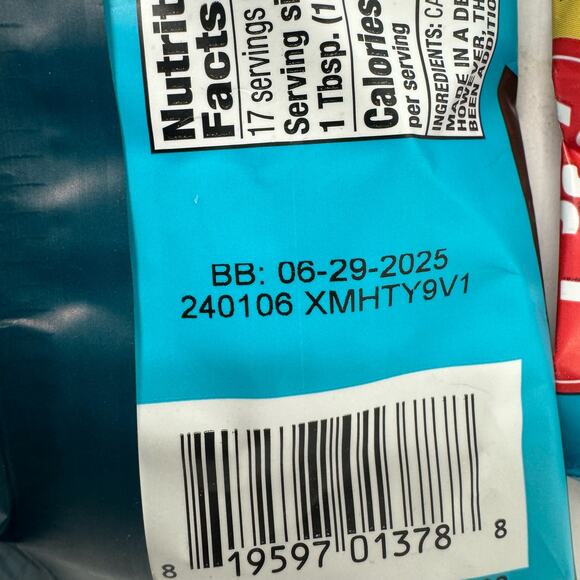 Nutrit
Facts
17 servings
Serving si
1 Tbsp. (1
Calories
per serving
INGREDIENTS: CA
MADE IN A DE
HOWEVER, TH
BEEN ADDITION
BB: 06-29-2025
240106 XMHTY9V1
8 19597 01378 8